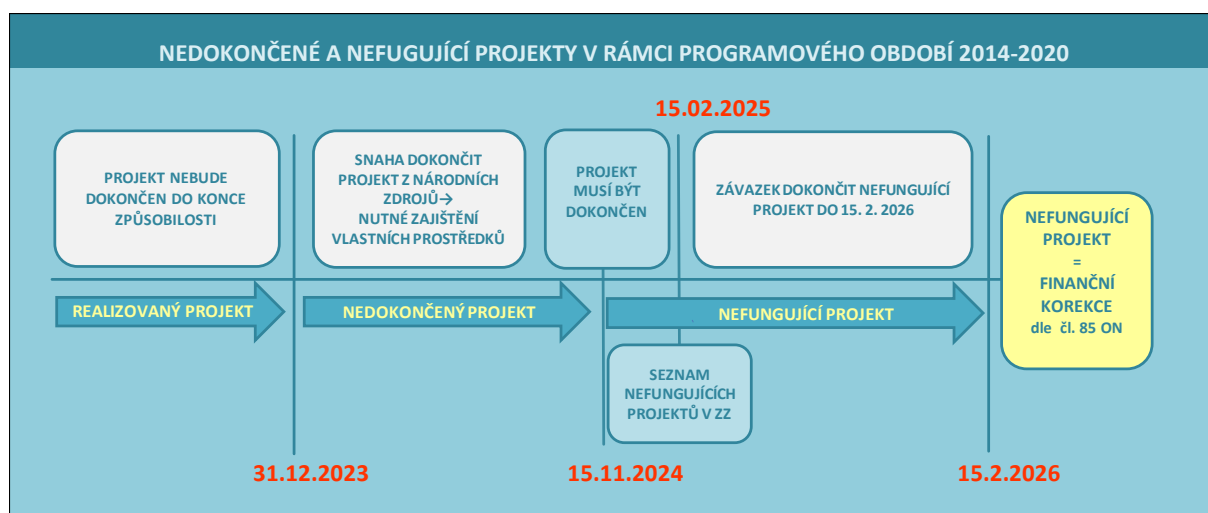 NEDOKONČENÉ A NEFUGUJÍCÍ PROJEKTY V RÁMCI PROGRAMOVÉHO OBDOBÍ 2014-2020
15.02.2025
PROJEKT NEBUDE
DOKONČEN DO KONCE
ZPŮSOBILOSTI
SNAHA DOKONČIT
PROJEKT Z NÁRODNÍCH
ZDROJŮ→
NUTNÉ ZAJIŠTĚNÍ
VLASTNÍCH PROSTŘEDKŮ
PROJEKT
MUSÍ BÝT
DOKONČEN
ZÁVAZEK DOKONČIT NEFUNGUJÍCÍ
PROJEKT DO 15. 2. 2026
NEFUNGUJÍCÍ
PROJEKT
=
FINANČNÍ
KOREKCE
dle čl. 85 ON
REALIZOVANÝ PROJEKT
NEDOKONČENÝ PROJEKT
NEFUNGUJÍCÍ PROJEKT
SEZNAM
NEFUNGUJÍCÍCH
PROJEKTŮ V ZZ
31.12.2023
15.11.2024
15.2.2026